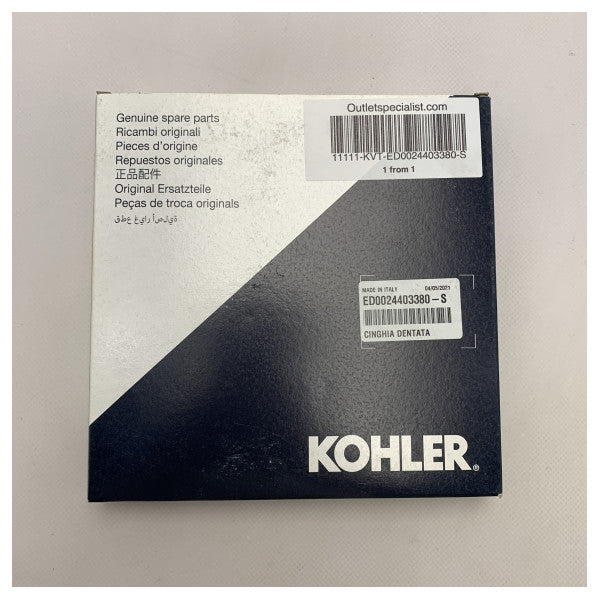 Genuine spare parts
Ricambi originali
Pieces d'origine
Repuestos originales
正品配件
Original Ersatzteile
Peças de troca originals
قطع غيار أصلية
Outletspecialist.com
11111-KVT-ED0024403380-S
1 from 1
MADE IN ITALY 04/05/2021
ED0024403380-S
CINGHIA DENTATA
KOHLER®